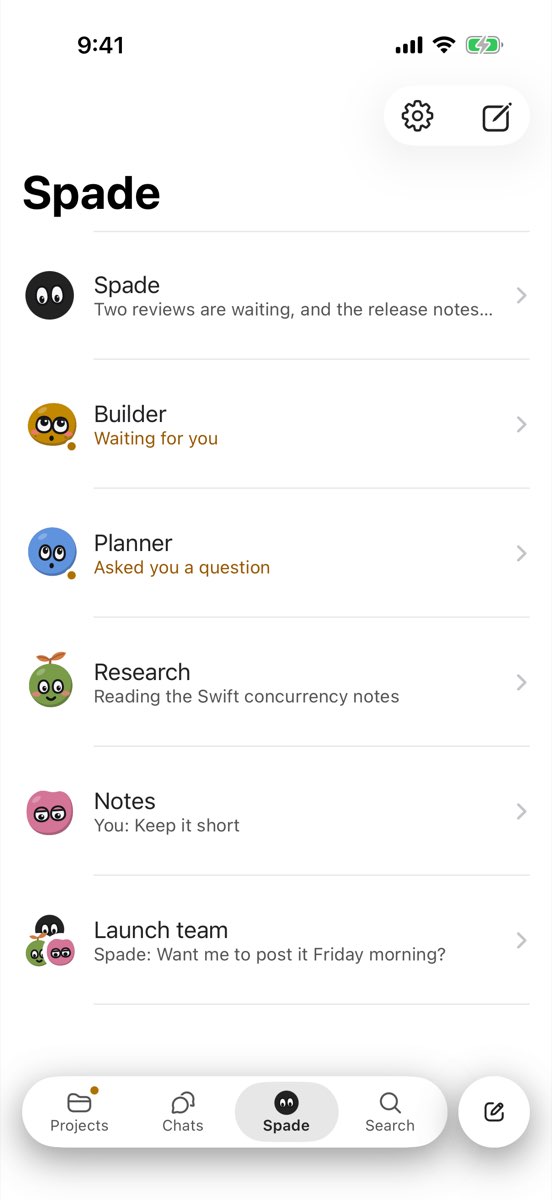 9:41
Spade
Spade
Two reviews are waiting, and the release notes...
Builder
Waiting for you
Planner
Asked you a question
Research
Reading the Swift concurrency notes
Notes
You: Keep it short
Launch team
Spade: Want me to post it Friday morning?
Projects
Chats
Spade
Search